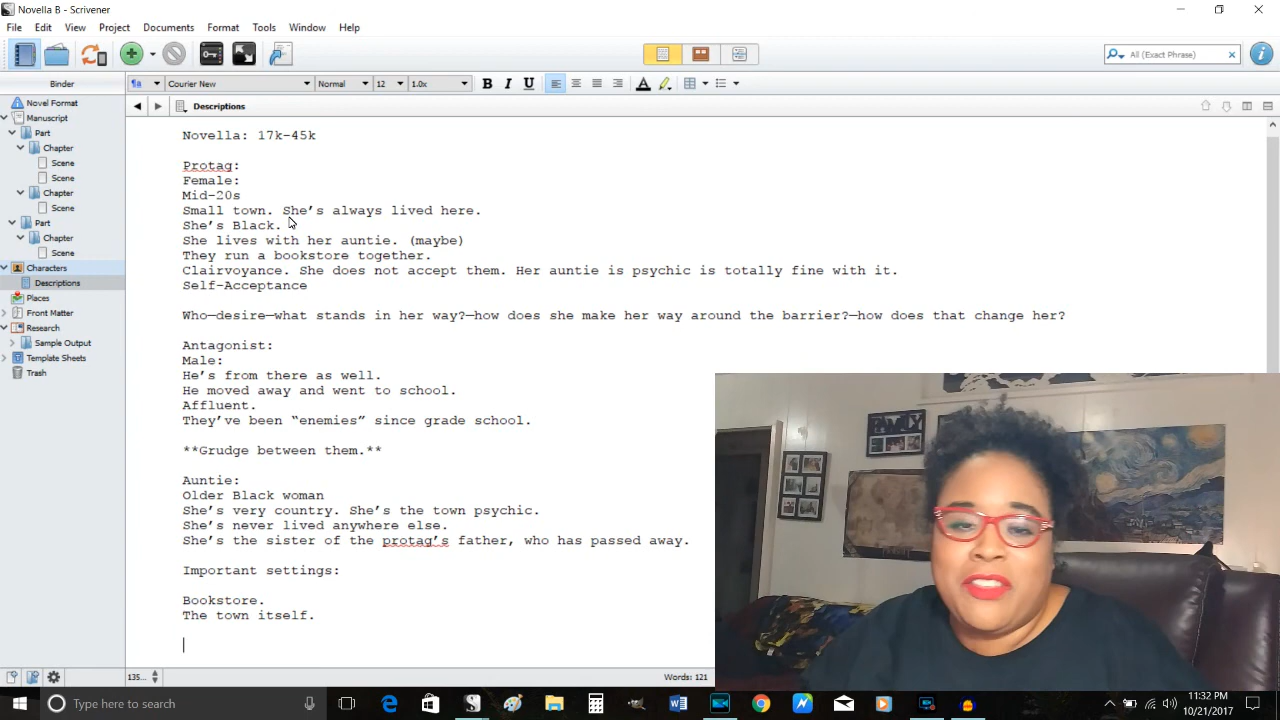 Novella B - Scrivener
File Edit View Project Documents Format Tools Window Help
All (Exact Phrase)
Binder
Courier New Normal 12 1.0x B I U A
Novel Format
Manuscript
Part
Chapter
Scene
Scene
Chapter
Scene
Part
Chapter
Scene
Characters
Descriptions
Places
Front Matter
Research
Sample Output
Template Sheets
Trash
Descriptions
Novella: 17k-45k
Protag:
Female:
Mid-20s
Small town. She's always lived here.
She's Black.
She lives with her auntie. (maybe)
They run a bookstore together.
Clairvoyance. She does not accept them. Her auntie is psychic is totally fine with it.
Self-Acceptance
Who—desire—what stands in her way?—how does she make her way around the barrier?—how does that change her?
Antagonist:
Male:
He's from there as well.
He moved away and went to school.
Affluent.
They've been “enemies” since grade school.
**Grudge between them.**
Auntie:
Older Black woman
She's very country. She's the town psychic.
She's never lived anywhere else.
She's the sister of the protag's father, who has passed away.
Important settings:
Bookstore.
The town itself.
135...
Words: 121
Type here to search
11:32 PM
10/21/2017